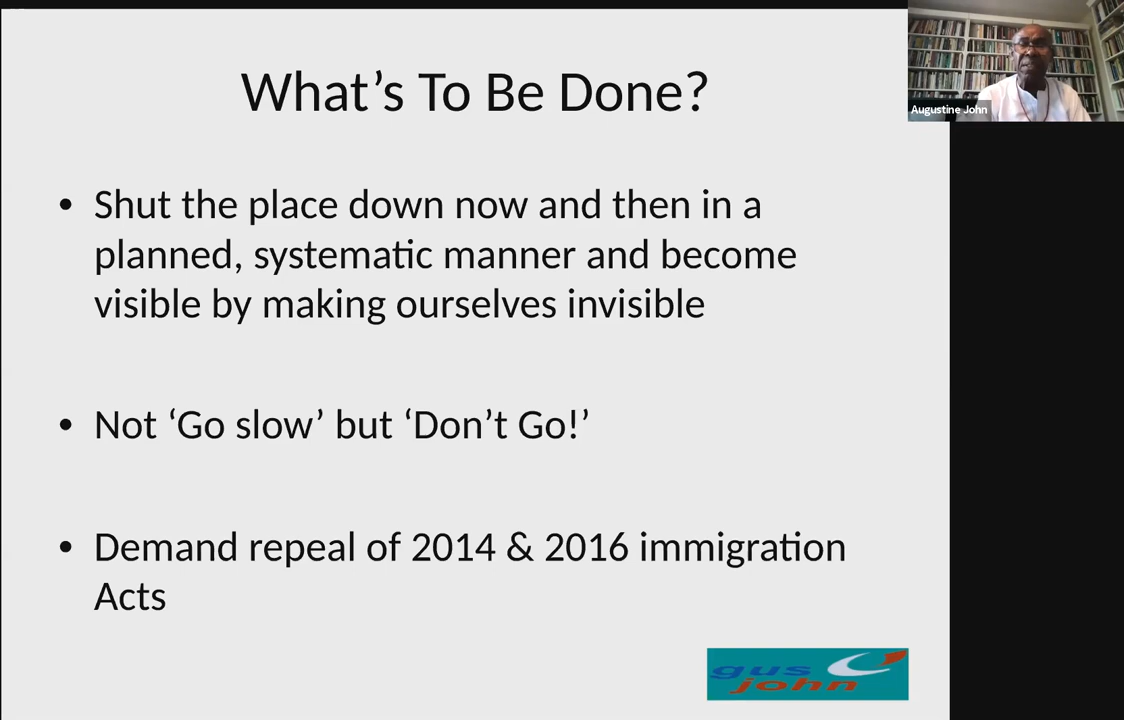 What’s To Be Done?
Augustine John
• Shut the place down now and then in a
planned, systematic manner and become
visible by making ourselves invisible
• Not ‘Go slow’ but ‘Don’t Go!’
• Demand repeal of 2014 & 2016 immigration
Acts
gus
john